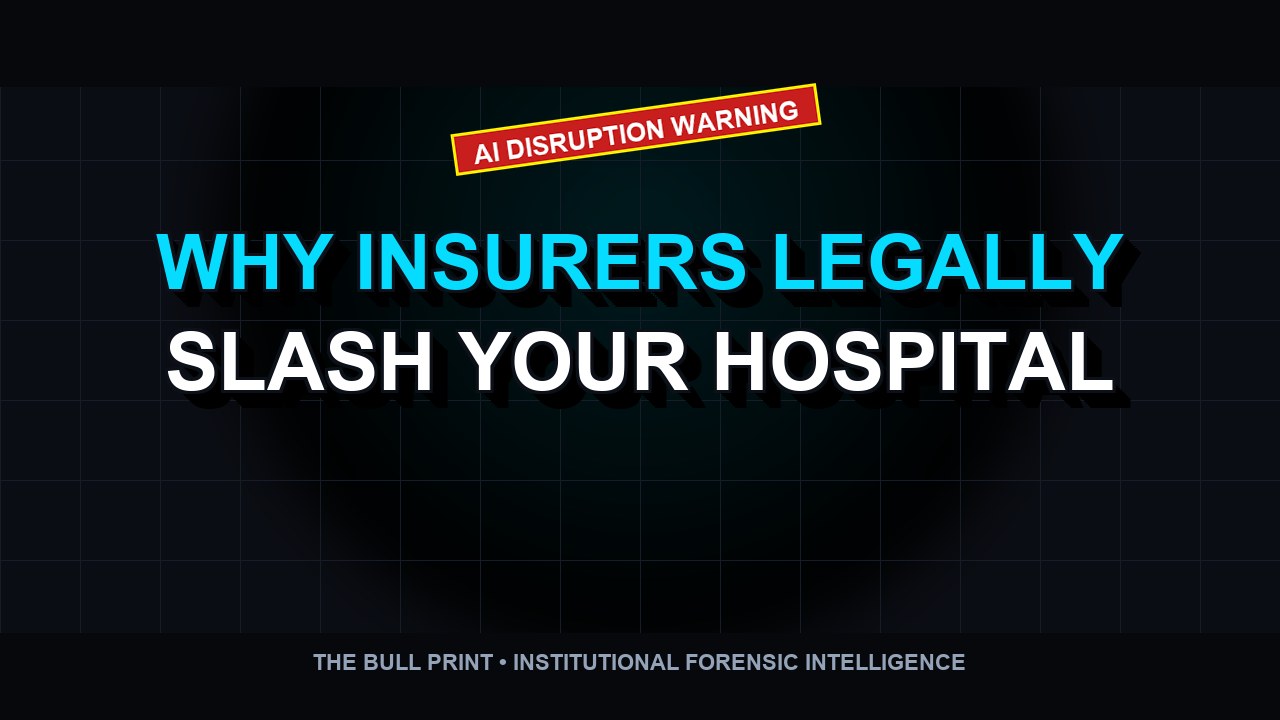 AI DISRUPTION WARNING
WHY INSURERS LEGALLY
SLASH YOUR HOSPITAL
THE BULL PRINT • INSTITUTIONAL FORENSIC INTELLIGENCE